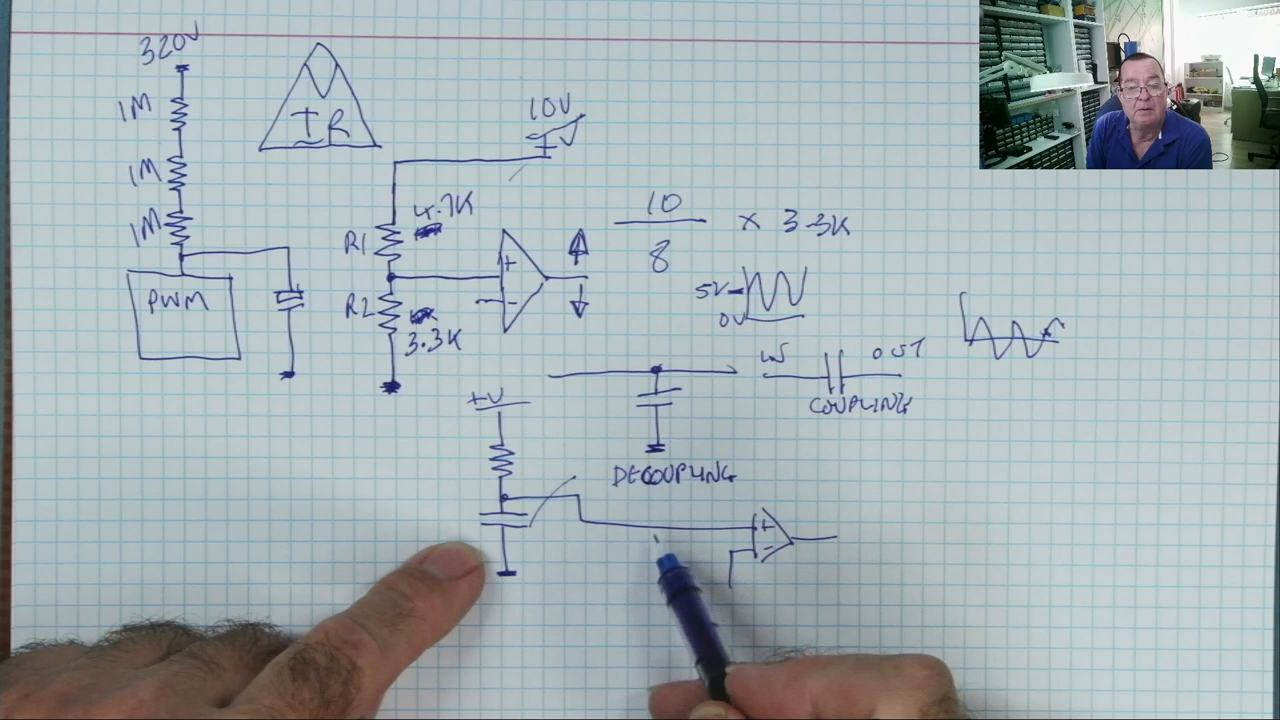 320V
1M
1M
1M
PWM
V
I R
10V
+V
R1
4.7K
R2
3.3K
+
-
10
8
x 3.3K
5V
0V
IN
OUT
COUPLING
DECOUPLING
+V
+
-